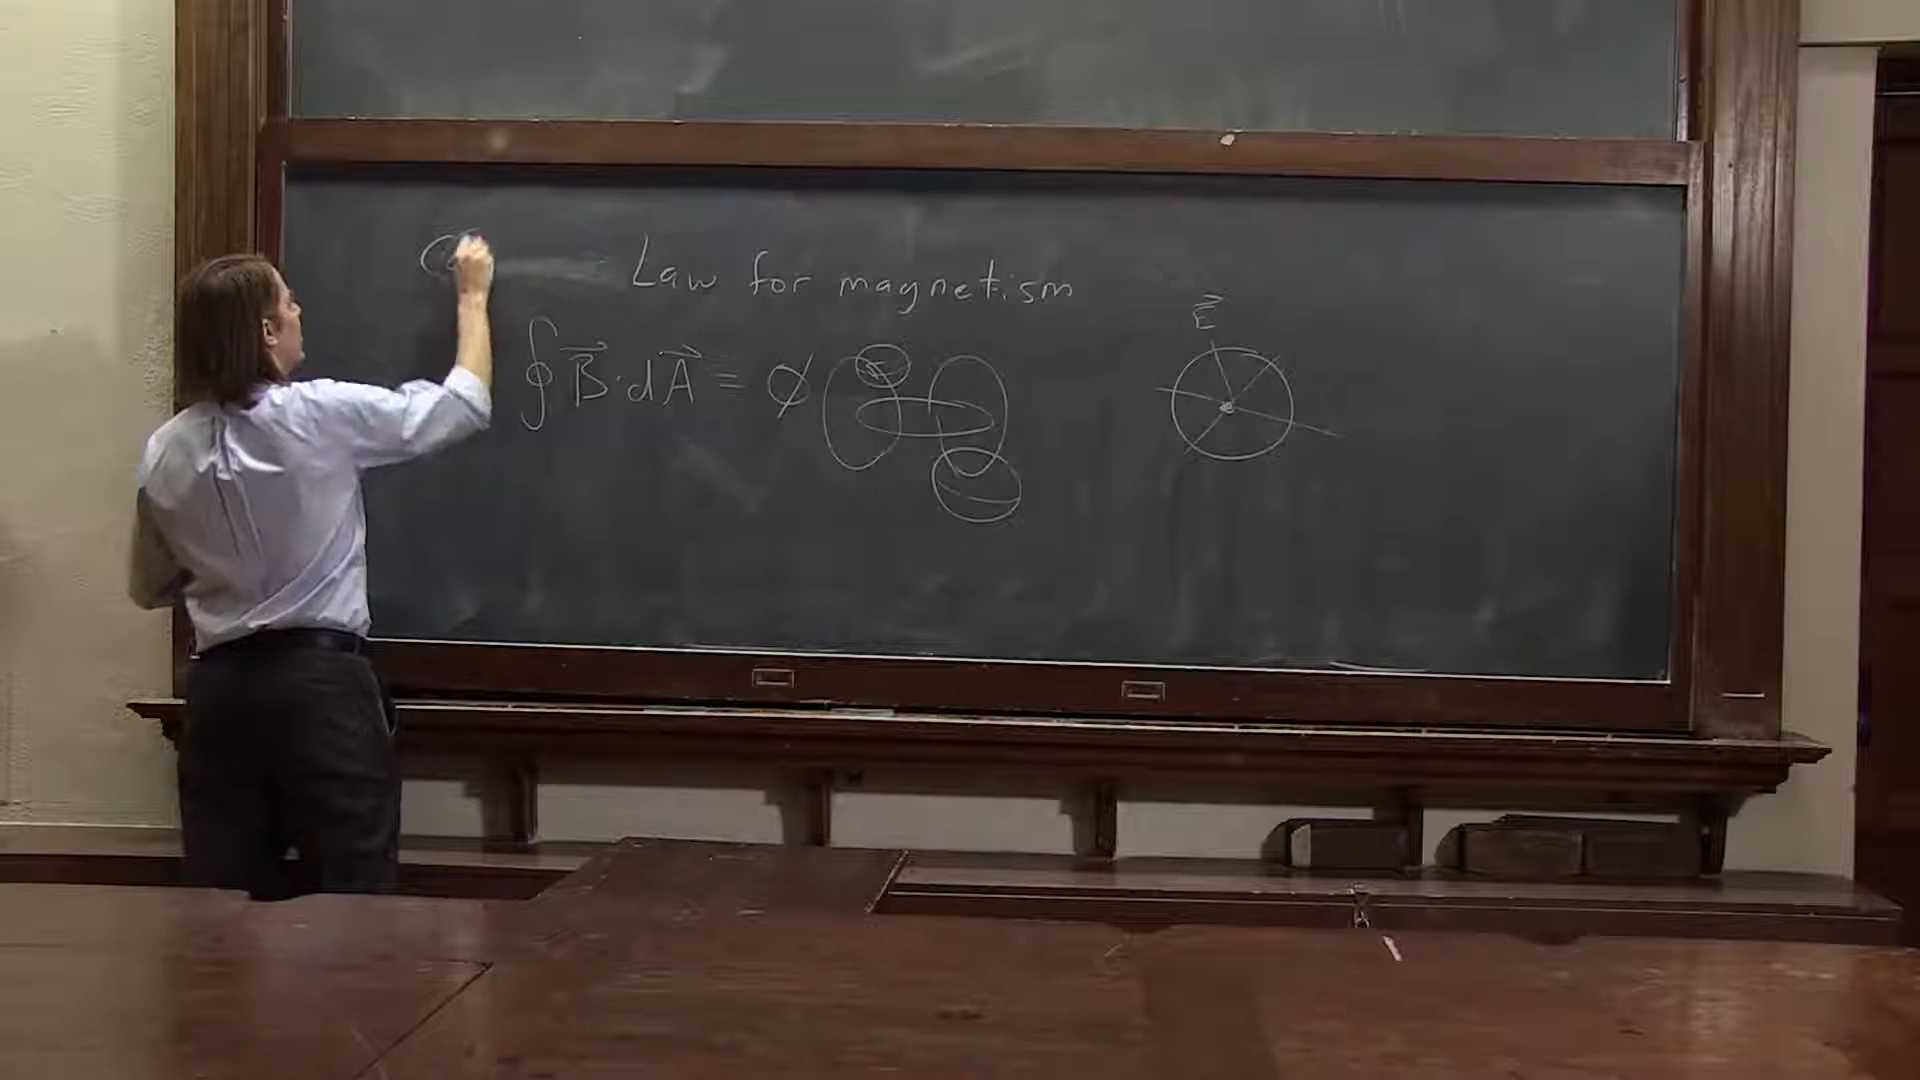 Law for magnetism
E⃗
∮ B⃗·dA⃗ = ∅